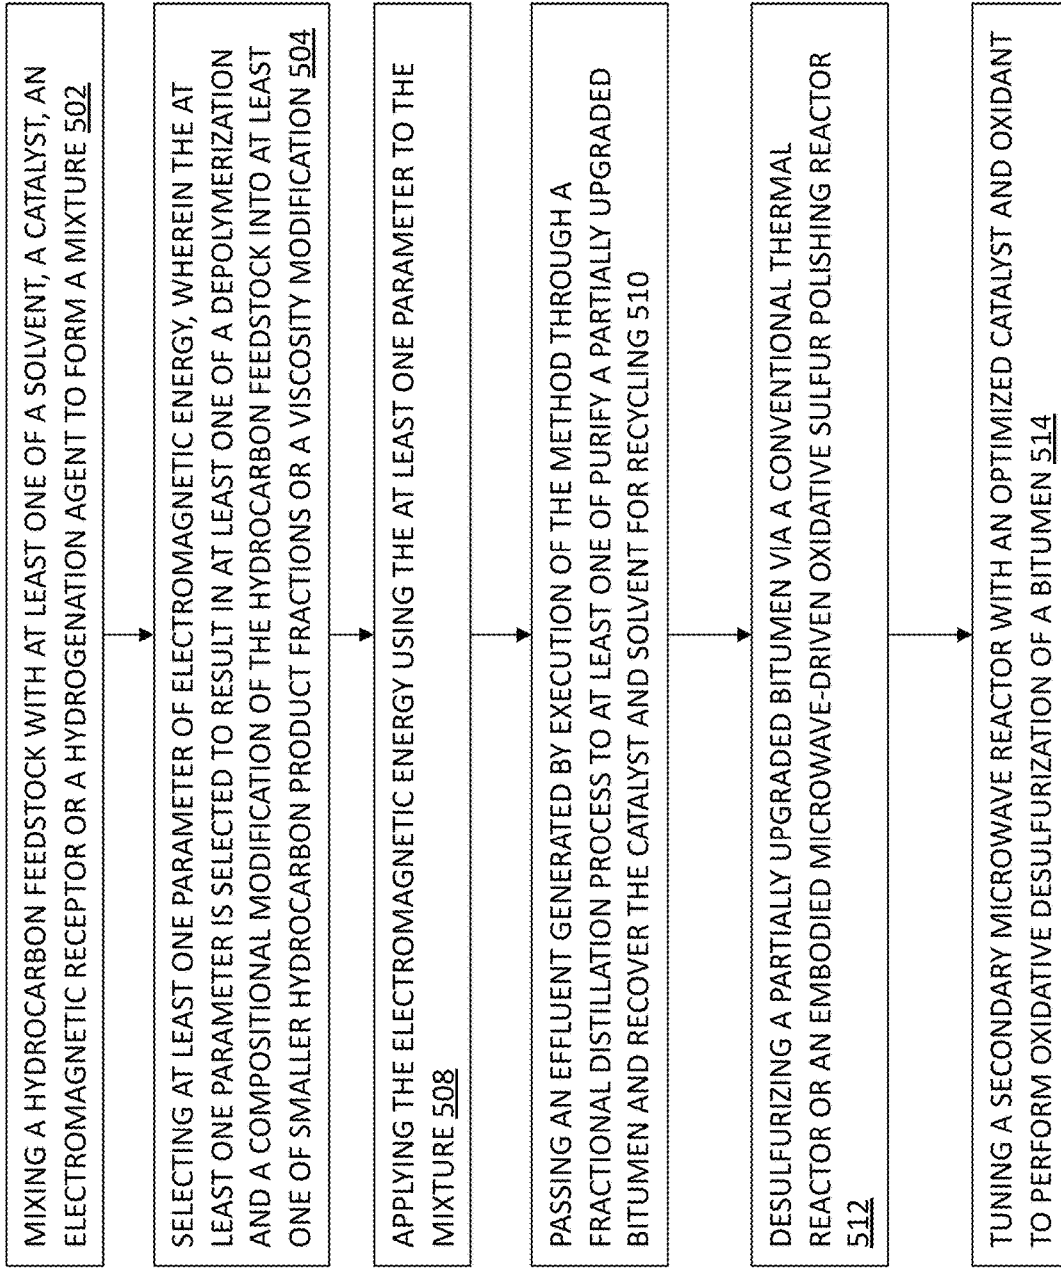 MIXING A HYDROCARBON FEEDSTOCK WITH AT LEAST ONE OF A SOLVENT, A CATALYST, AN
ELECTROMAGNETIC RECEPTOR OR A HYDROGENATION AGENT TO FORM A MIXTURE 502
SELECTING AT LEAST ONE PARAMETER OF ELECTROMAGNETIC ENERGY, WHEREIN THE AT
LEAST ONE PARAMETER IS SELECTED TO RESULT IN AT LEAST ONE OF A DEPOLYMERIZATION
AND A COMPOSITIONAL MODIFICATION OF THE HYDROCARBON FEEDSTOCK INTO AT LEAST
ONE OF SMALLER HYDROCARBON PRODUCT FRACTIONS OR A VISCOSITY MODIFICATION 504
APPLYING THE ELECTROMAGNETIC ENERGY USING THE AT LEAST ONE PARAMETER TO THE
MIXTURE 508
PASSING AN EFFLUENT GENERATED BY EXECUTION OF THE METHOD THROUGH A
FRACTIONAL DISTILLATION PROCESS TO AT LEAST ONE OF PURIFY A PARTIALLY UPGRADED
BITUMEN AND RECOVER THE CATALYST AND SOLVENT FOR RECYCLING 510
DESULFURIZING A PARTIALLY UPGRADED BITUMEN VIA A CONVENTIONAL THERMAL
REACTOR OR AN EMBODIED MICROWAVE-DRIVEN OXIDATIVE SULFUR POLISHING REACTOR
512
TUNING A SECONDARY MICROWAVE REACTOR WITH AN OPTIMIZED CATALYST AND OXIDANT
TO PERFORM OXIDATIVE DESULFURIZATION OF A BITUMEN 514